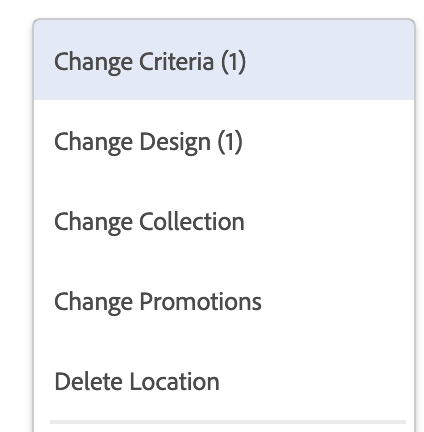 Change Criteria (1)
Change Design (1)
Change Collection
Change Promotions
Delete Location